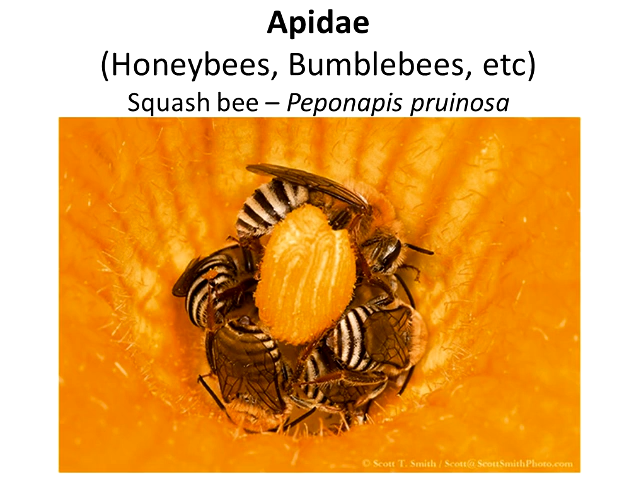 Apidae
(Honeybees, Bumblebees, etc)
Squash bee – Peponapis pruinosa
© Scott T. Smith / Scott@ScottSmithPhoto.com